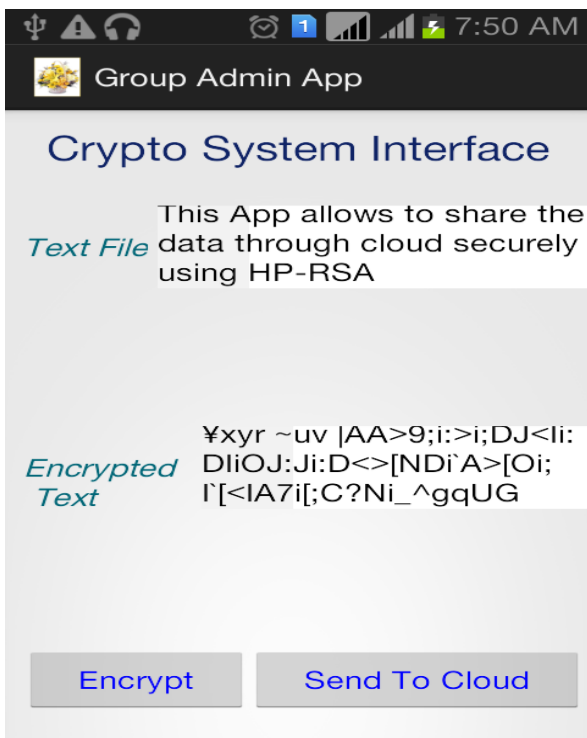 1 7:50 AM
Group Admin App
Crypto System Interface
This App allows to share the
Text File data through cloud securely
using HP-RSA
¥xyr ~uv |AA>9;i:>i;DJ<Ii:
Encrypted DIiOJ:Ji:D<>[NDi`A>[Oi;
Text I`[<IA7i[;C?Ni_^gqUG
Encrypt Send To Cloud